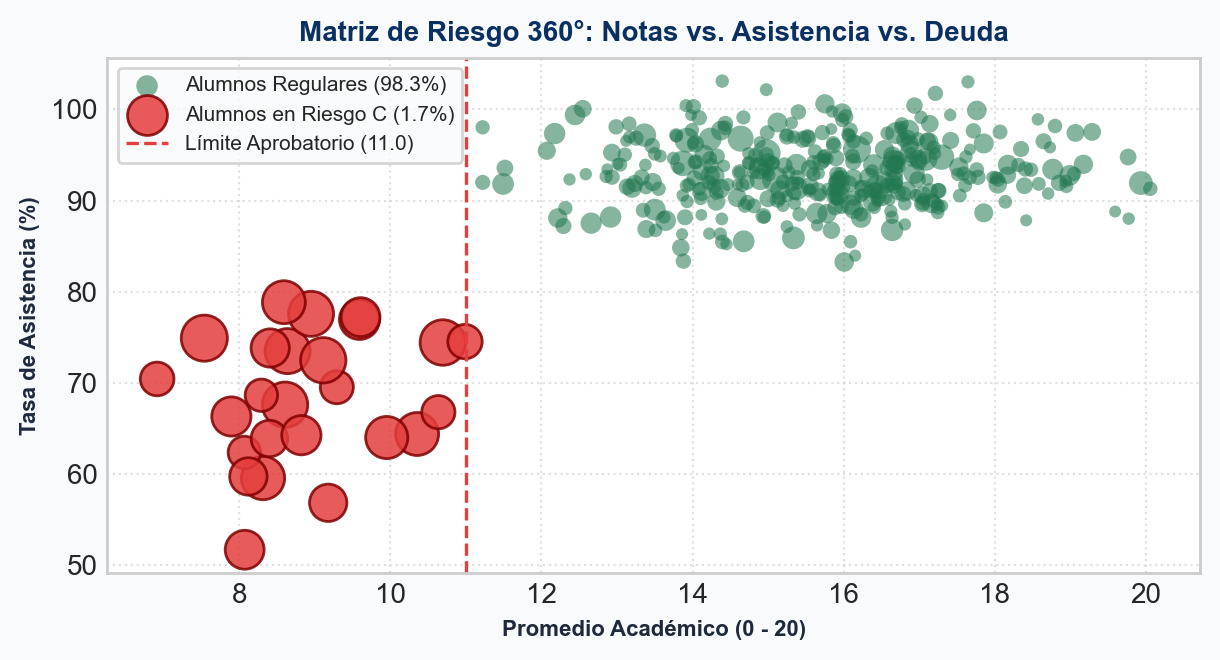 Matriz de Riesgo 360°: Notas vs. Asistencia vs. Deuda
Alumnos Regulares (98.3%)
Alumnos en Riesgo C (1.7%)
Límite Aprobatorio (11.0)
Tasa de Asistencia (%)
100
90
80
70
60
50
8 10 12 14 16 18 20
Promedio Académico (0 - 20)